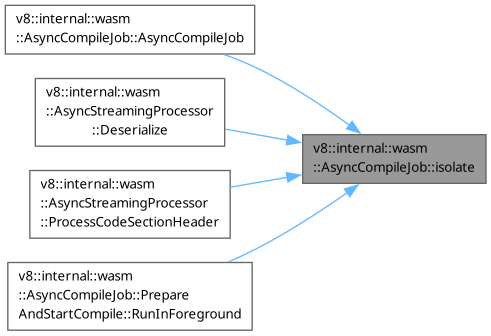 v8::internal::wasm
::AsyncCompileJob::AsyncCompileJob
v8::internal::wasm
::AsyncStreamingProcessor
::Deserialize
v8::internal::wasm
::AsyncCompileJob::isolate
v8::internal::wasm
::AsyncStreamingProcessor
::ProcessCodeSectionHeader
v8::internal::wasm
::AsyncCompileJob::Prepare
AndStartCompile::RunInForeground